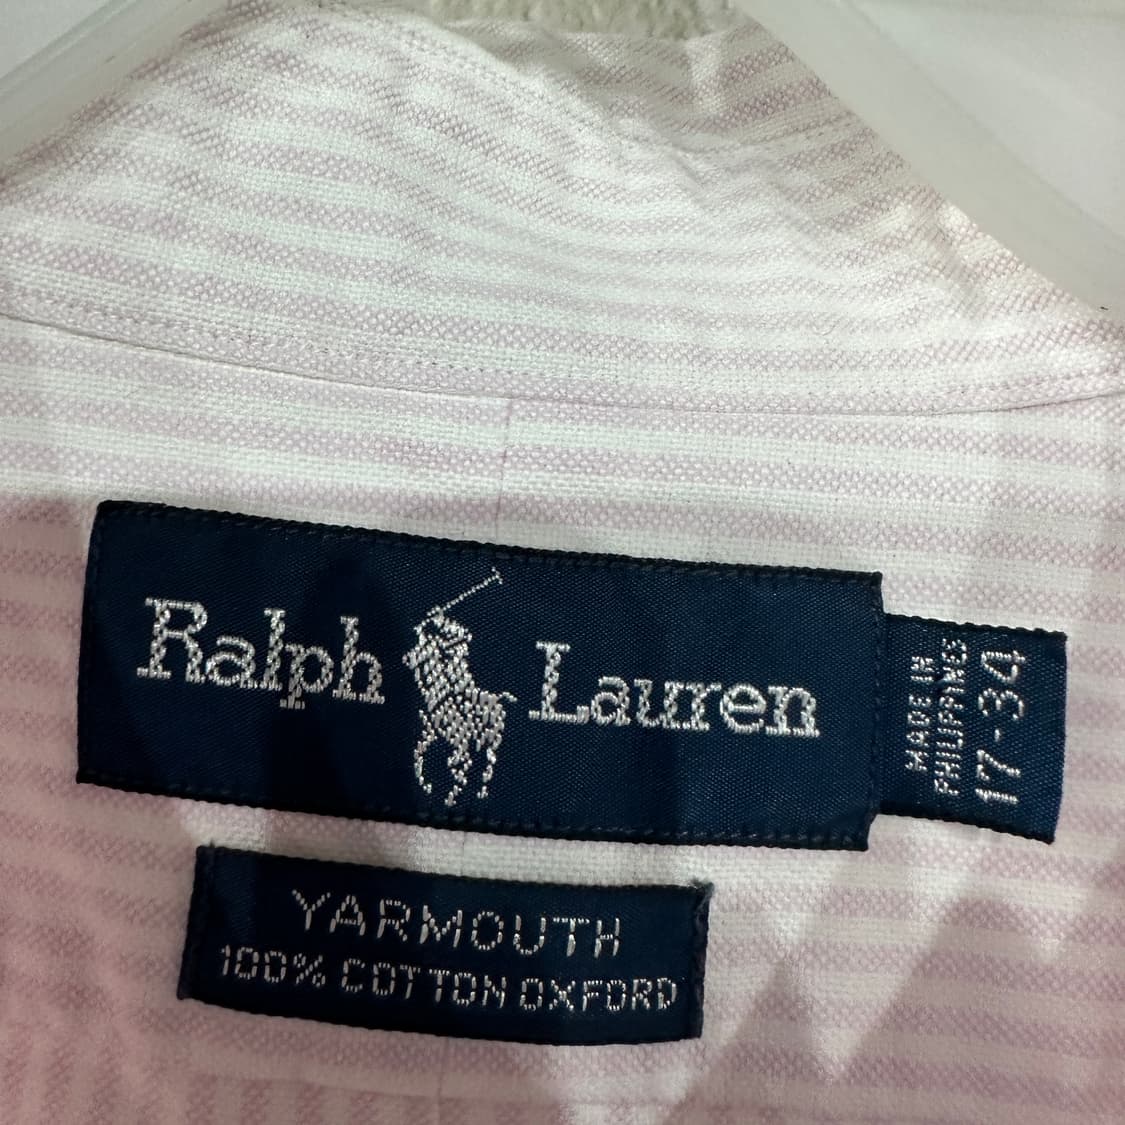 Ralph Lauren
MADE IN
PHILIPPINES
17-34
YARMOUTH
100% COTTON OXFORD